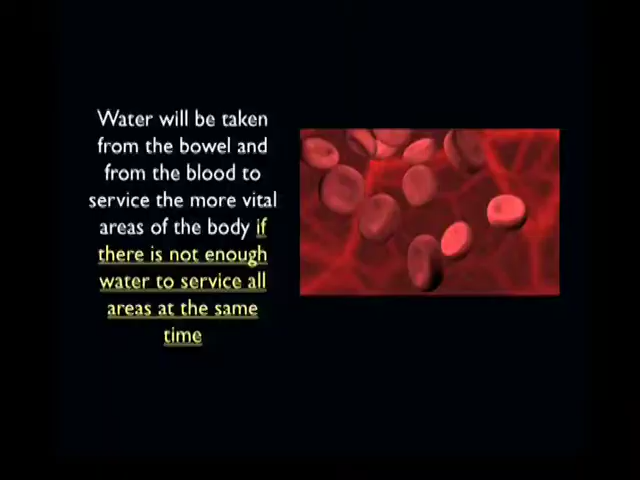 Water will be taken
from the bowel and
from the blood to
service the more vital
areas of the body if
there is not enough
water to service all
areas at the same
time